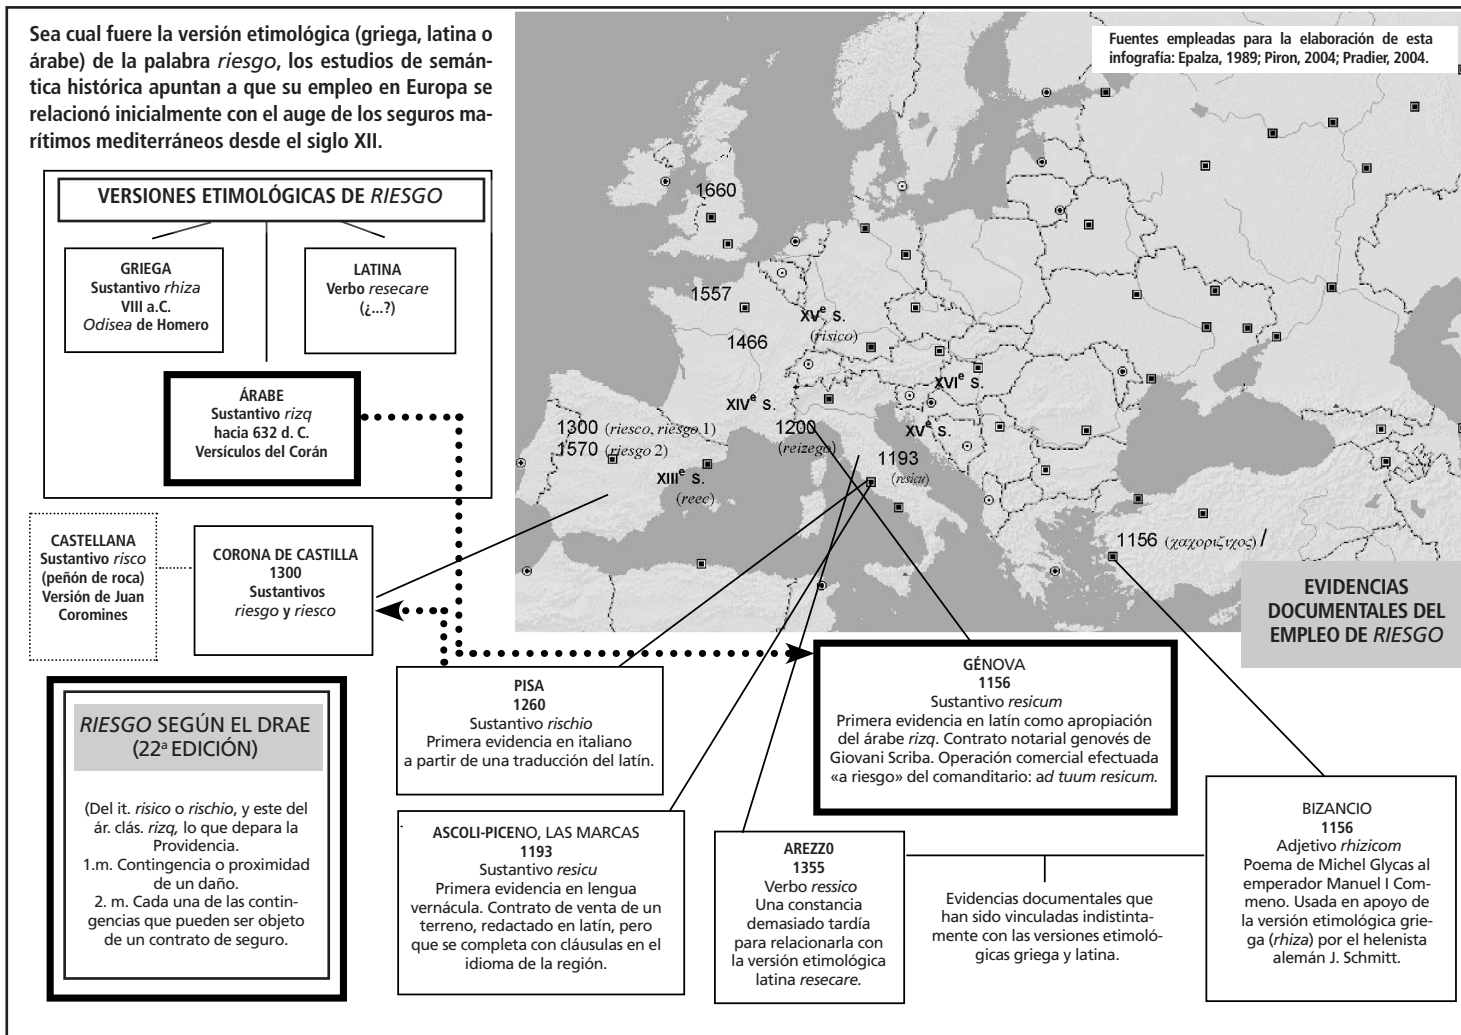 Sea cual fuere la versión etimológica (griega, latina o
árabe) de la palabra riesgo, los estudios de semán-
tica histórica apuntan a que su empleo en Europa se
relacionó inicialmente con el auge de los seguros ma-
rítimos mediterráneos desde el siglo XII.
Fuentes empleadas para la elaboración de esta
infografía: Epalza, 1989; Piron, 2004; Pradier, 2004.
VERSIONES ETIMOLÓGICAS DE RIESGO
GRIEGA
Sustantivo rhiza
VIII a.C.
Odisea de Homero
LATINA
Verbo resecare
(¿...?)
ÁRABE
Sustantivo rizq
hacia 632 d. C.
Versículos del Corán
1660
1557
XVe s.
(risico)
1466
XVIe s.
XIVe s.
1300 (riesco, riesgo 1)
1570 (riesgo 2)
1200
(reizego)
XVe s.
1193
(resicu)
XIIIe s.
(reec)
1156 (χαχοριζιχος) /
CASTELLANA
Sustantivo risco
(peñón de roca)
Versión de Juan
Coromines
CORONA DE CASTILLA
1300
Sustantivos
riesgo y riesco
EVIDENCIAS
DOCUMENTALES DEL
EMPLEO DE RIESGO
RIESGO SEGÚN EL DRAE
(22ª EDICIÓN)
(Del it. risico o rischio, y este del
ár. clás. rizq, lo que depara la
Providencia.
1.m. Contingencia o proximidad
de un daño.
2. m. Cada una de las contin-
gencias que pueden ser objeto
de un contrato de seguro.
PISA
1260
Sustantivo rischio
Primera evidencia en italiano
a partir de una traducción del latín.
GÉNOVA
1156
Sustantivo resicum
Primera evidencia en latín como apropiación
del árabe rizq. Contrato notarial genovés de
Giovani Scriba. Operación comercial efectuada
«a riesgo» del comanditario: ad tuum resicum.
ASCOLI-PICENO, LAS MARCAS
1193
Sustantivo resicu
Primera evidencia en lengua
vernácula. Contrato de venta de un
terreno, redactado en latín, pero
que se completa con cláusulas en el
idioma de la región.
AREZZO
1355
Verbo ressico
Una constancia
demasiado tardía
para relacionarla con
la versión etimológica
latina resecare.
Evidencias documentales que
han sido vinculadas indistinta-
mente con las versiones etimoló-
gicas griega y latina.
BIZANCIO
1156
Adjetivo rhizicom
Poema de Michel Glycas al
emperador Manuel I Com-
meno. Usada en apoyo de
la versión etimológica grie-
ga (rhiza) por el helenista
alemán J. Schmitt.